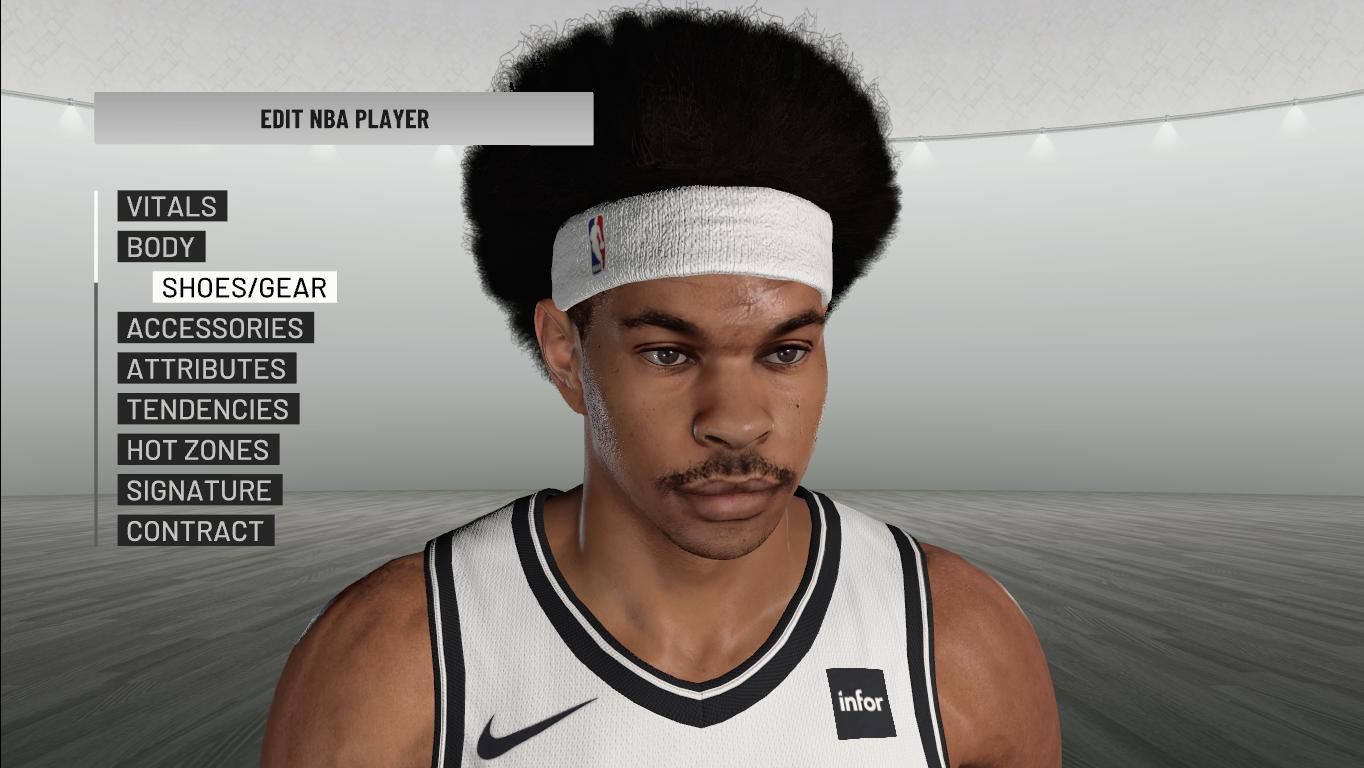 EDIT NBA PLAYER
VITALS
BODY
SHOES/GEAR
ACCESSORIES
ATTRIBUTES
TENDENCIES
HOT ZONES
SIGNATURE
CONTRACT
infor